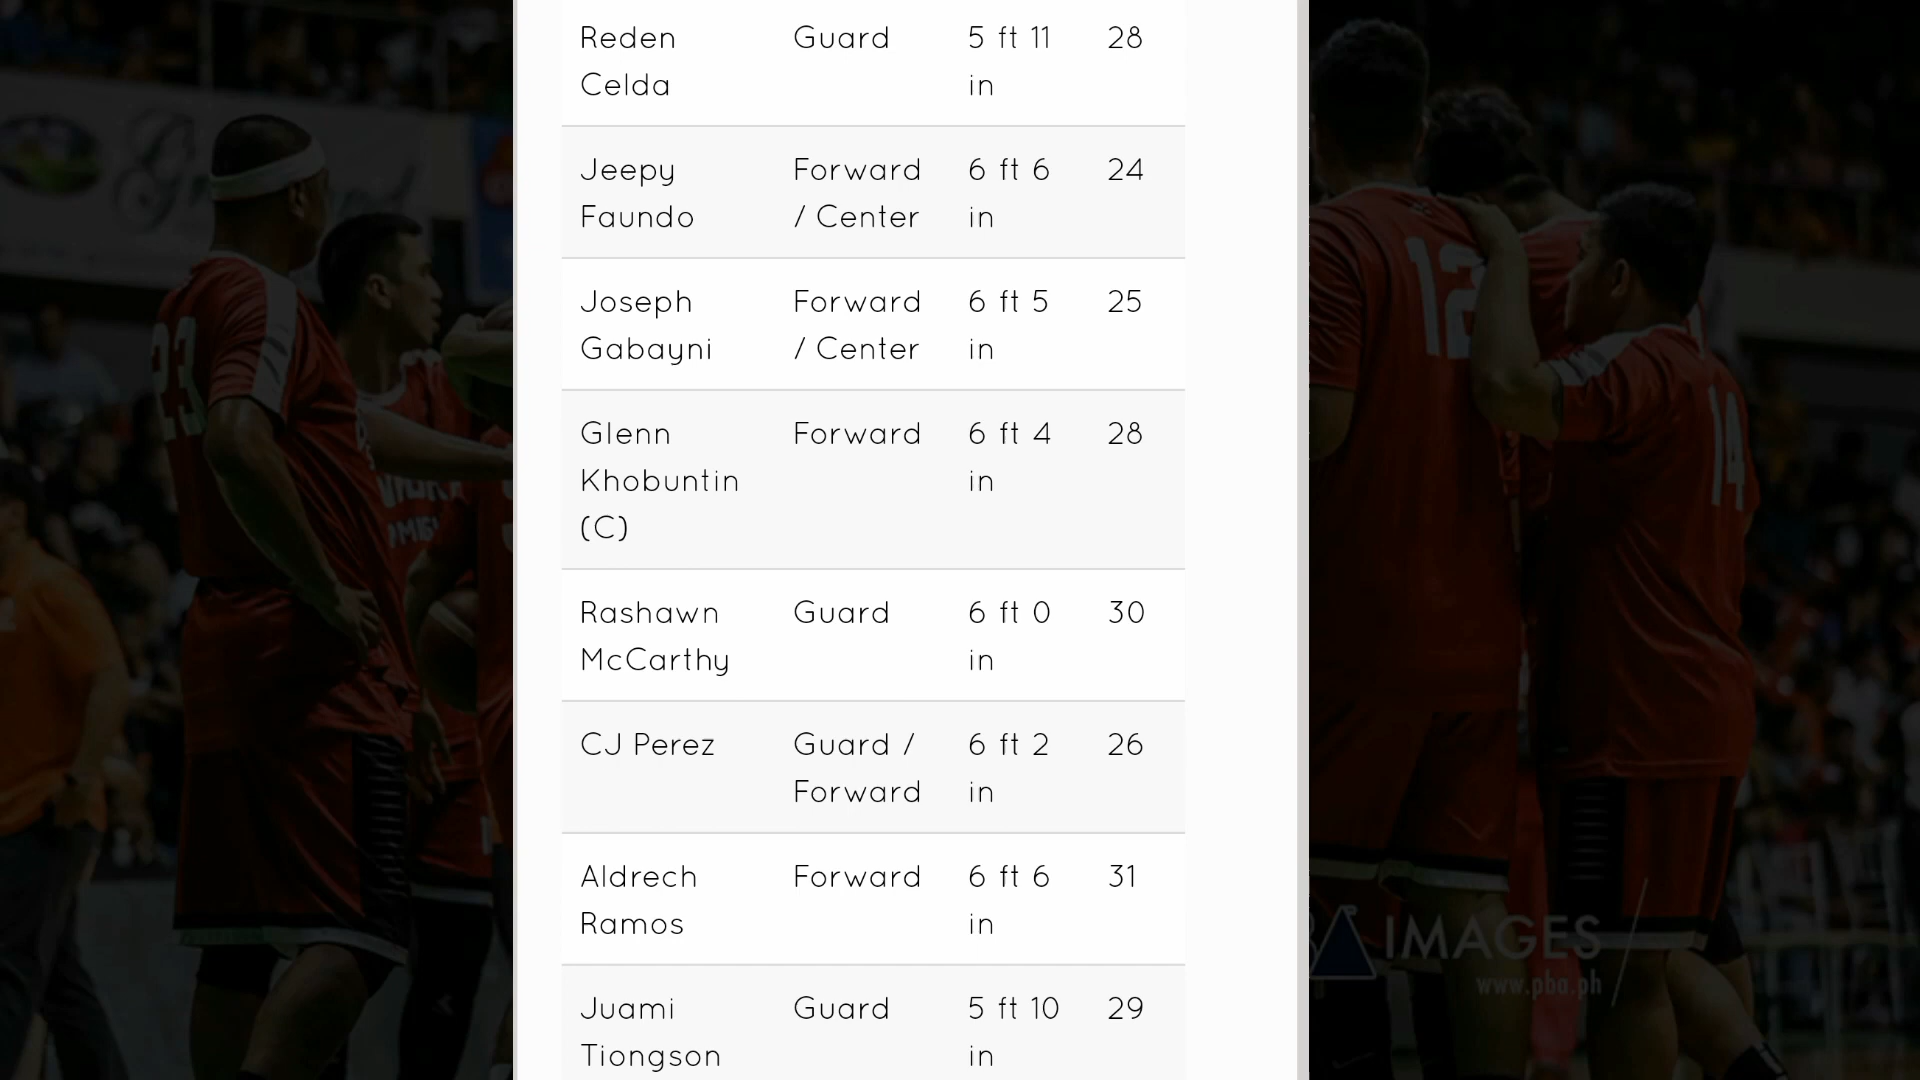 Reden Guard 5 ft 11 28
Celda in
Jeepy Forward 6 ft 6 24
Faundo / Center in
Joseph Forward 6 ft 5 25
Gabayni / Center in
Glenn Forward 6 ft 4 28
Khobuntin in
(C)
Rashawn Guard 6 ft 0 30
McCarthy in
CJ Perez Guard / 6 ft 2 26
Forward in
Aldrech Forward 6 ft 6 31
Ramos in
Juami Guard 5 ft 10 29
Tiongson in
23
12
14
IMAGES
www.pba.ph